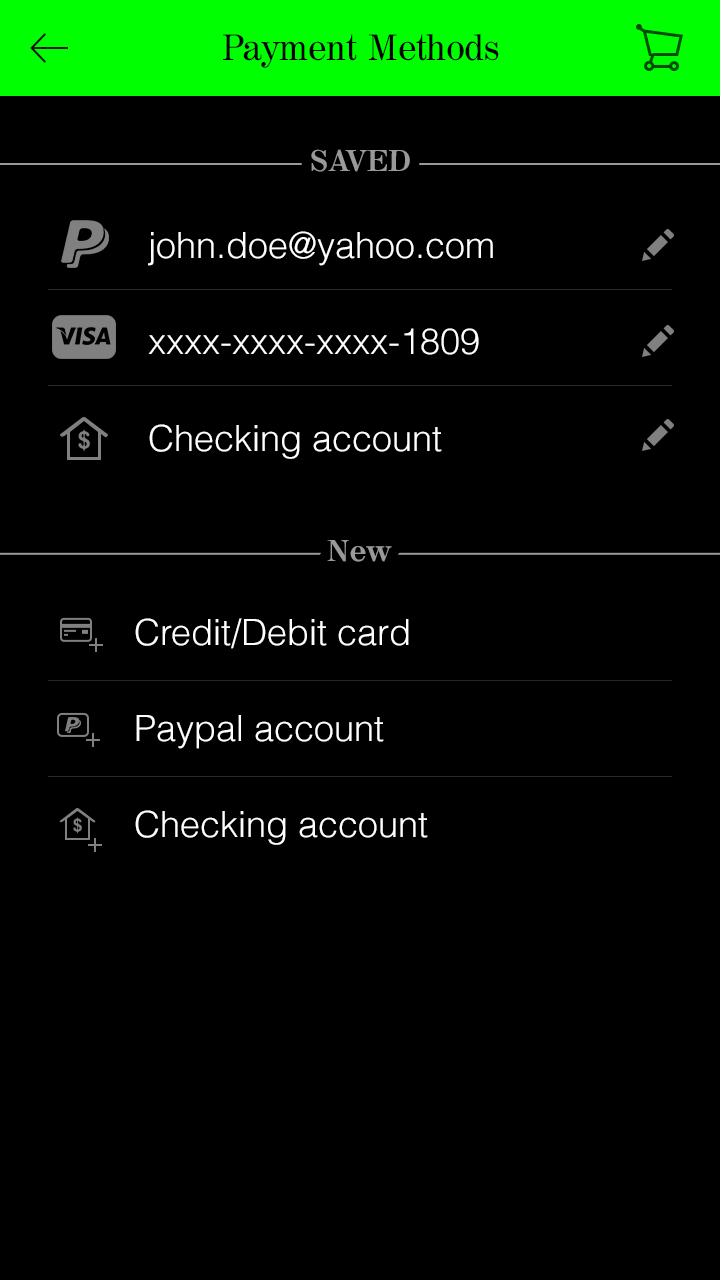 Payment Methods
SAVED
john.doe@yahoo.com
VISA xxxx-xxxx-xxxx-1809
$ Checking account
New
Credit/Debit card
P Paypal account
$ Checking account